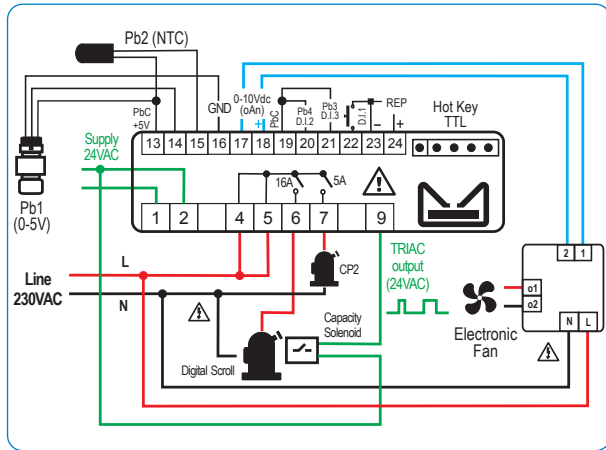 Pb2 (NTC)
PbC
+5V
GND
0-10Vdc
(oAn)
+
PbC
Pb4
D.I.2
Pb3
D.I.3
D.I.1
REP
−
+
Hot Key
TTL
13 14 15 16 17 18 19 20 21 22 23 24
Supply
24VAC
Pb1
(0-5V)
16A
5A
1 2 4 5 6 7 9
2 1
L
Line
230VAC
N
CP2
TRIAC
output
(24VAC)
o1
o2
Electronic
Fan
N L
Capacity
Solenoid
Digital Scroll